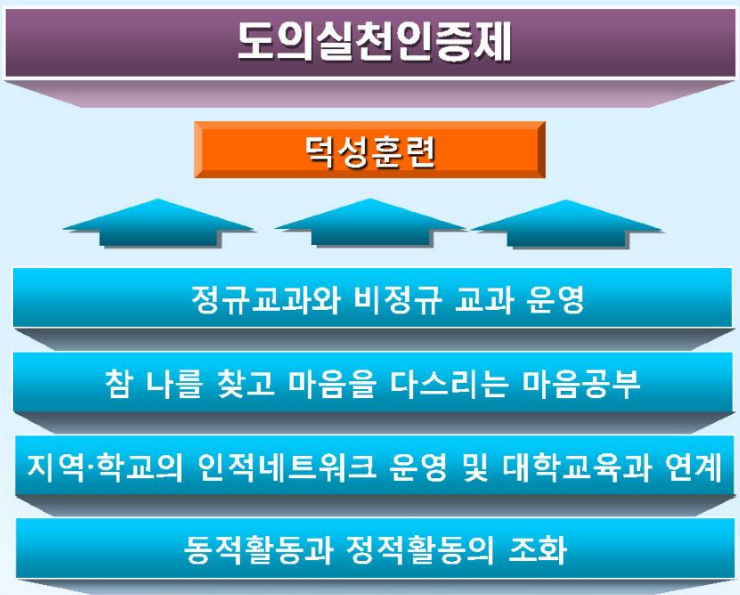 도의실천인증제
덕성훈련
정규교과와 비정규 교과 운영
참 나를 찾고 마음을 다스리는 마음공부
지역·학교의 인적네트워크 운영 및 대학교육과 연계
동적활동과 정적활동의 조화